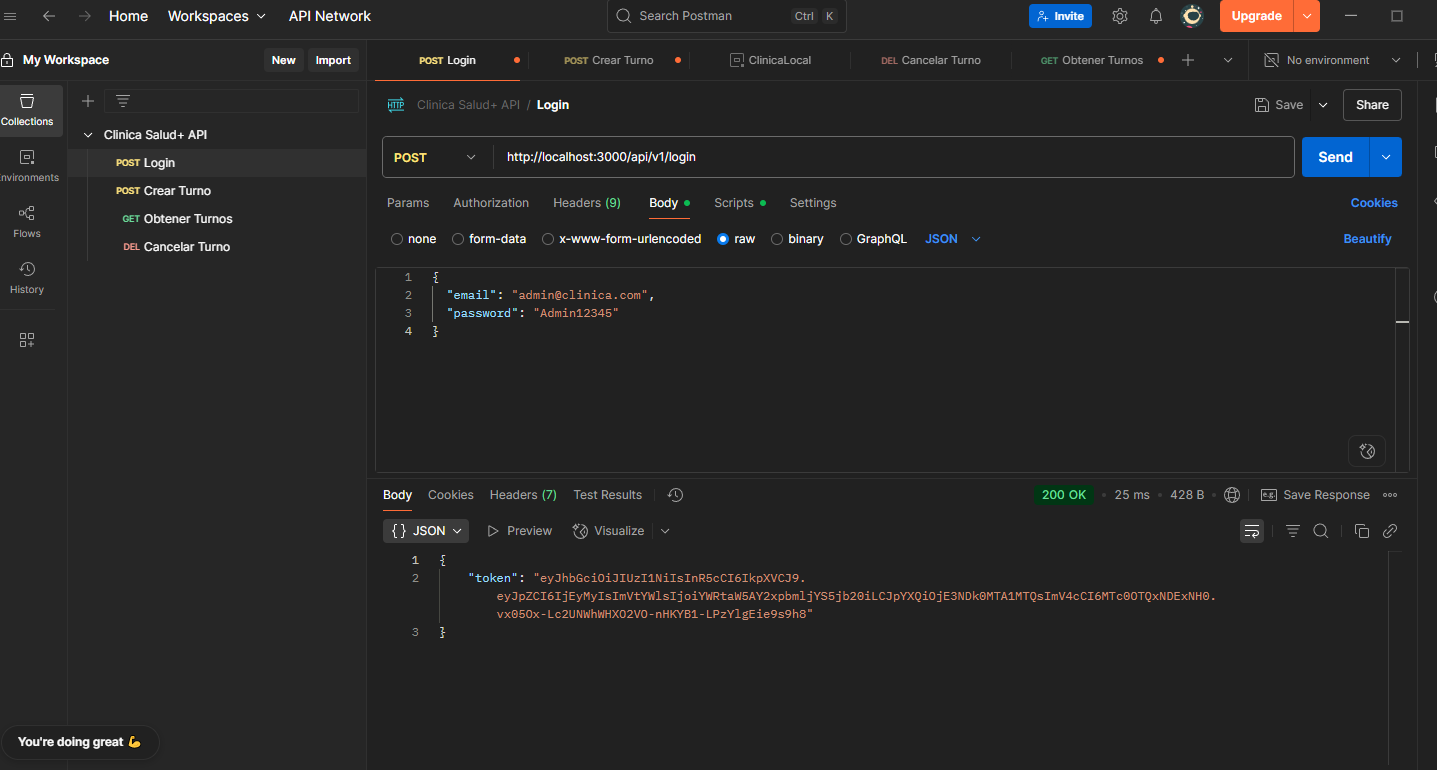 Home Workspaces API Network Search Postman Ctrl K Invite Upgrade
My Workspace New Import
POST Login POST Crear Turno ClinicaLocal DEL Cancelar Turno GET Obtener Turnos No environment
Collections
nvironments
Flows
History
Clinica Salud+ API
POST Login
POST Crear Turno
GET Obtener Turnos
DEL Cancelar Turno
HTTP Clinica Salud+ API / Login Save Share
POST http://localhost:3000/api/v1/login Send
Params Authorization Headers (9) Body Scripts Settings Cookies
none form-data x-www-form-urlencoded raw binary GraphQL JSON Beautify
1 {
2 "email": "admin@clinica.com",
3 "password": "Admin12345"
4 }
Body Cookies Headers (7) Test Results 200 OK 25 ms 428 B e.g. Save Response
{} JSON Preview Visualize
1 {
2 "token": "eyJhbGciOiJIUzI1NiIsInR5cCI6IkpXVCJ9.
eyJpZCI6IjEyMyIsImVtYWlsIjoiYWRtaW5AY2xpbmljYS5jb20iLCJpYXQiOjE3NDk0MTA1MTQsImV4cCI6MTc0OTQxNDExNH0.
vx05Ox-Lc2UNWhWHXO2VO-nHKYB1-LPzYlgEie9s9h8"
3 }
You're doing great 💪